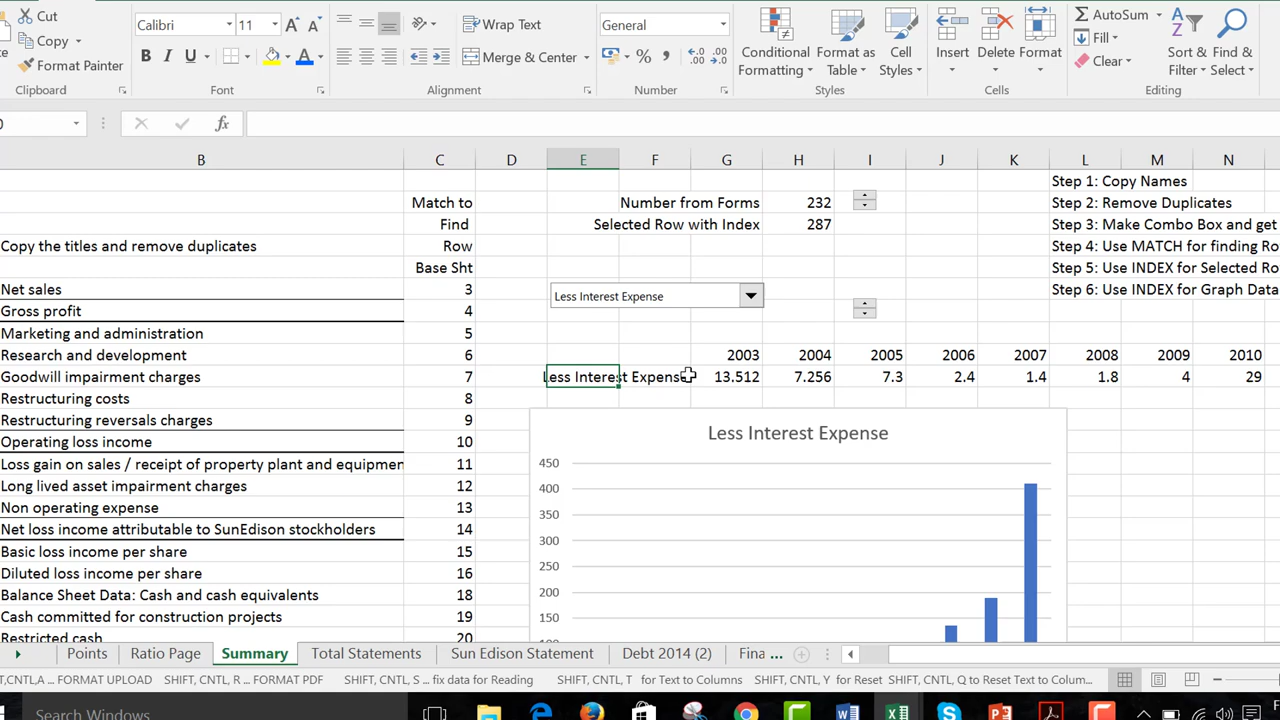 Cut
Calibri 11 Wrap Text General AutoSum
Copy Fill
Format Painter B I U Merge & Center % Conditional Formatting Format as Table Cell Styles Insert Delete Format Clear Sort & Filter Find & Select
Clipboard Font Alignment Number Styles Cells Editing
fx
B C D E F G H I J K L M N
Step 1: Copy Names
Match to Number from Forms 232 Step 2: Remove Duplicates
Find Selected Row with Index 287 Step 3: Make Combo Box and get
Copy the titles and remove duplicates Row Step 4: Use MATCH for finding Ro
Base Sht Step 5: Use INDEX for Selected Ro
Net sales 3 Less Interest Expense Step 6: Use INDEX for Graph Data
Gross profit 4
Marketing and administration 5
Research and development 6 2003 2004 2005 2006 2007 2008 2009 2010
Goodwill impairment charges 7 Less Interest Expense 13.512 7.256 7.3 2.4 1.4 1.8 4 29
Restructuring costs 8
Restructuring reversals charges 9
Less Interest Expense
Operating loss income 10
Loss gain on sales / receipt of property plant and equipmen 11 450
Long lived asset impairment charges 12 400
Non operating expense 13 350
Net loss income attributable to SunEdison stockholders 14 300
Basic loss income per share 15
Diluted loss income per share 16 250
Balance Sheet Data: Cash and cash equivalents 18 200
Cash committed for construction projects 19 150
Restricted cash 20
Points Ratio Page Summary Total Statements Sun Edison Statement Debt 2014 (2) Fina ...
SHIFT, CNTL,A ... FORMAT UPLOAD SHIFT, CNTL, R ... FORMAT PDF SHIFT, CNTL, S ... fix data for Reading SHIFT, CNTL, T for Text to Columns SHIFT, CNTL, Y for Reset SHIFT, CNTL, Q to Reset Text to Colum...
Search Windows